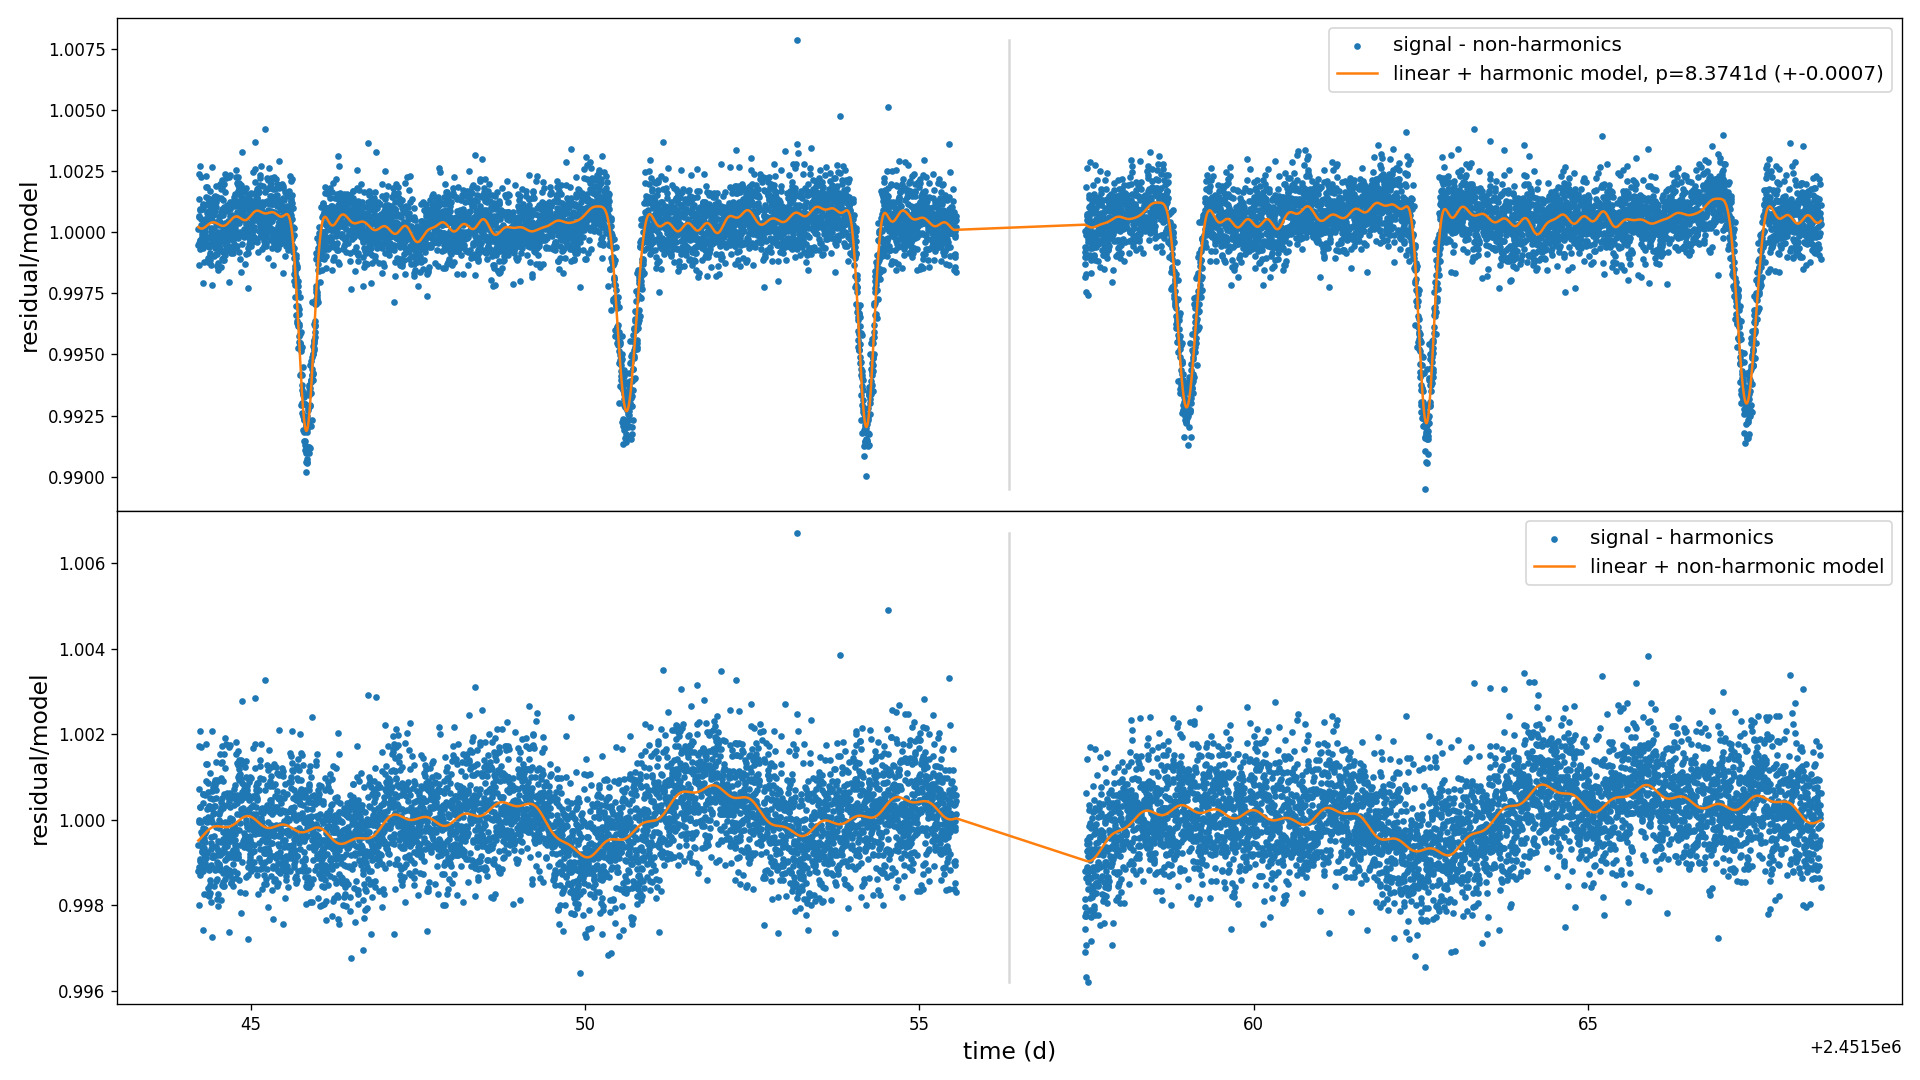 signal - non-harmonics
linear + harmonic model, p=8.3741d (+-0.0007)
residual/model
1.0075
1.0050
1.0025
1.0000
0.9975
0.9950
0.9925
0.9900
signal - harmonics
linear + non-harmonic model
residual/model
1.006
1.004
1.002
1.000
0.998
0.996
45
50
55
60
65
time (d)
+2.4515e6